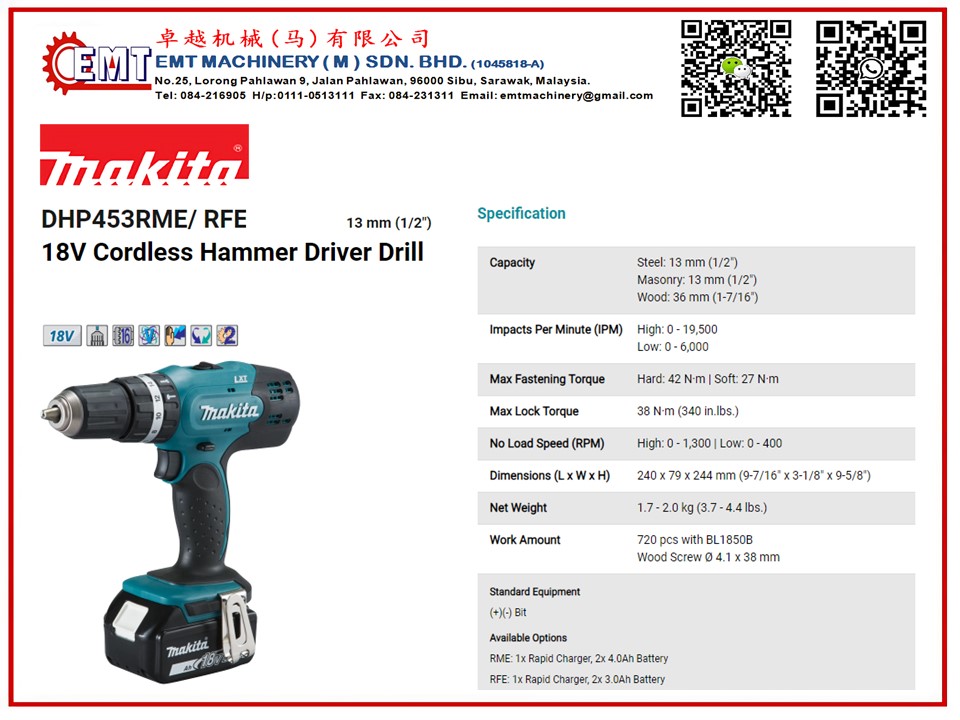 卓越机械(马)有限公司
EMT
EMT MACHINERY ( M ) SDN. BHD. (1045818-A)
No.25, Lorong Pahlawan 9, Jalan Pahlawan, 96000 Sibu, Sarawak, Malaysia.
Tel: 084-216905 H/p:0111-0513111 Fax: 084-231311 Email: emtmachinery@gmail.com
makita®
DHP453RME/ RFE 13 mm (1/2")
18V Cordless Hammer Driver Drill
18V 16 2
LXT
makita
12
10
8
makita
18V
Specification
Capacity Steel: 13 mm (1/2")
Masonry: 13 mm (1/2")
Wood: 36 mm (1-7/16")
Impacts Per Minute (IPM) High: 0 - 19,500
Low: 0 - 6,000
Max Fastening Torque Hard: 42 N·m | Soft: 27 N·m
Max Lock Torque 38 N·m (340 in.lbs.)
No Load Speed (RPM) High: 0 - 1,300 | Low: 0 - 400
Dimensions (L x W x H) 240 x 79 x 244 mm (9-7/16" x 3-1/8" x 9-5/8")
Net Weight 1.7 - 2.0 kg (3.7 - 4.4 lbs.)
Work Amount 720 pcs with BL1850B
Wood Screw Ø 4.1 x 38 mm
Standard Equipment
(+)(-) Bit
Available Options
RME: 1x Rapid Charger, 2x 4.0Ah Battery
RFE: 1x Rapid Charger, 2x 3.0Ah Battery